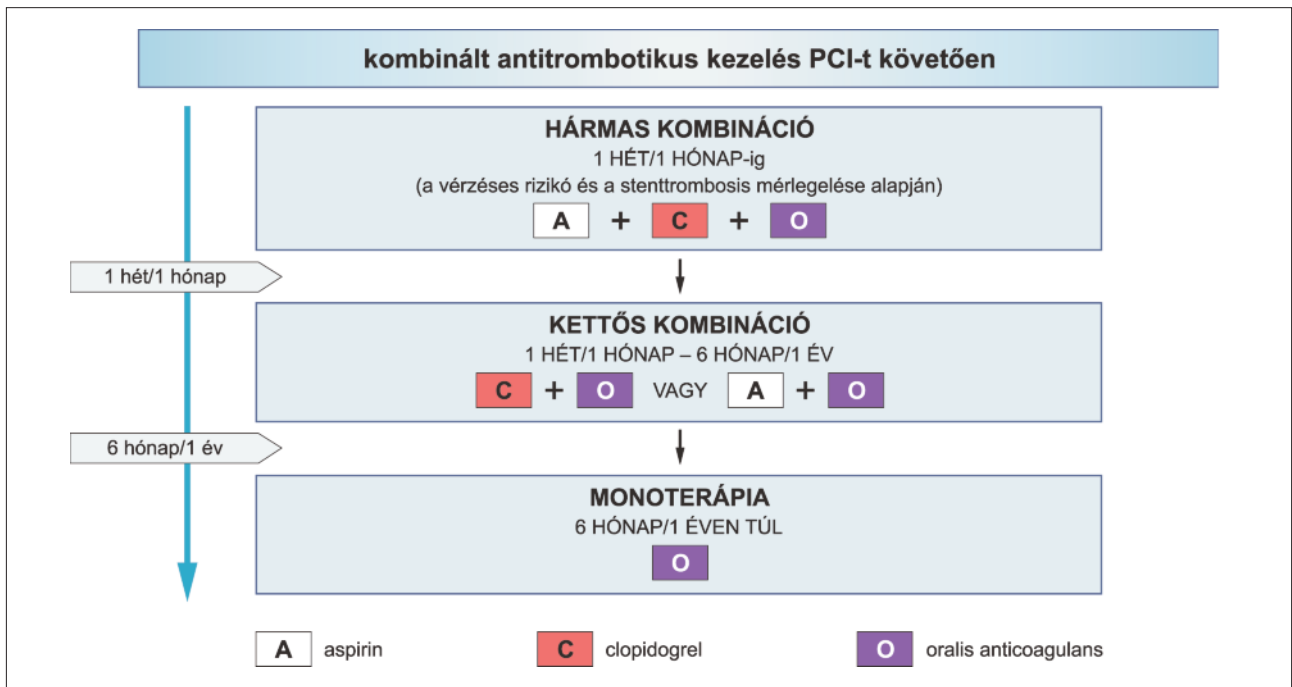 kombinált antitrombotikus kezelés PCI-t követően
HÁRMAS KOMBINÁCIÓ
1 HÉT/1 HÓNAP-ig
(a vérzéses rizikó és a stenttrombosis mérlegelése alapján)
A + C + O
1 hét/1 hónap
KETTŐS KOMBINÁCIÓ
1 HÉT/1 HÓNAP – 6 HÓNAP/1 ÉV
C + O VAGY A + O
6 hónap/1 év
MONOTERÁPIA
6 HÓNAP/1 ÉVEN TÚL
O
A aspirin C clopidogrel O oralis anticoagulans